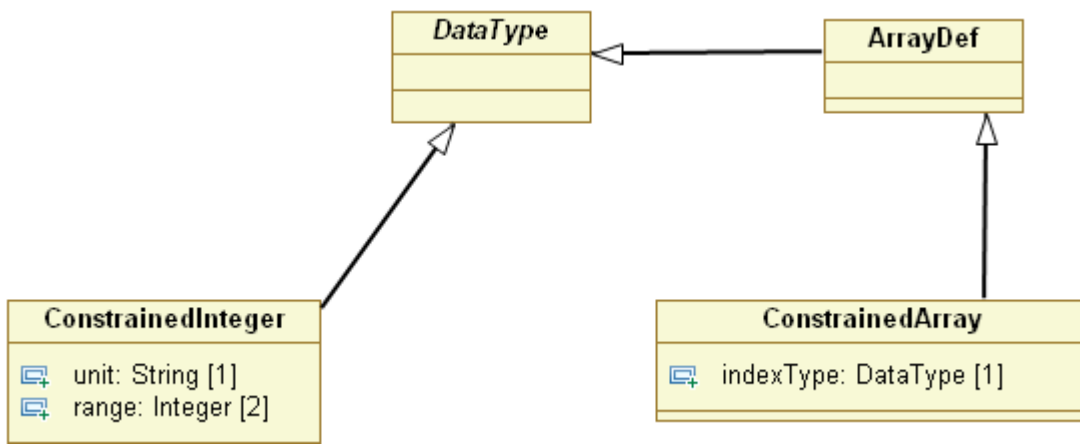 DataType
ArrayDef
ConstrainedInteger
unit: String [1]
range: Integer [2]
ConstrainedArray
indexType: DataType [1]